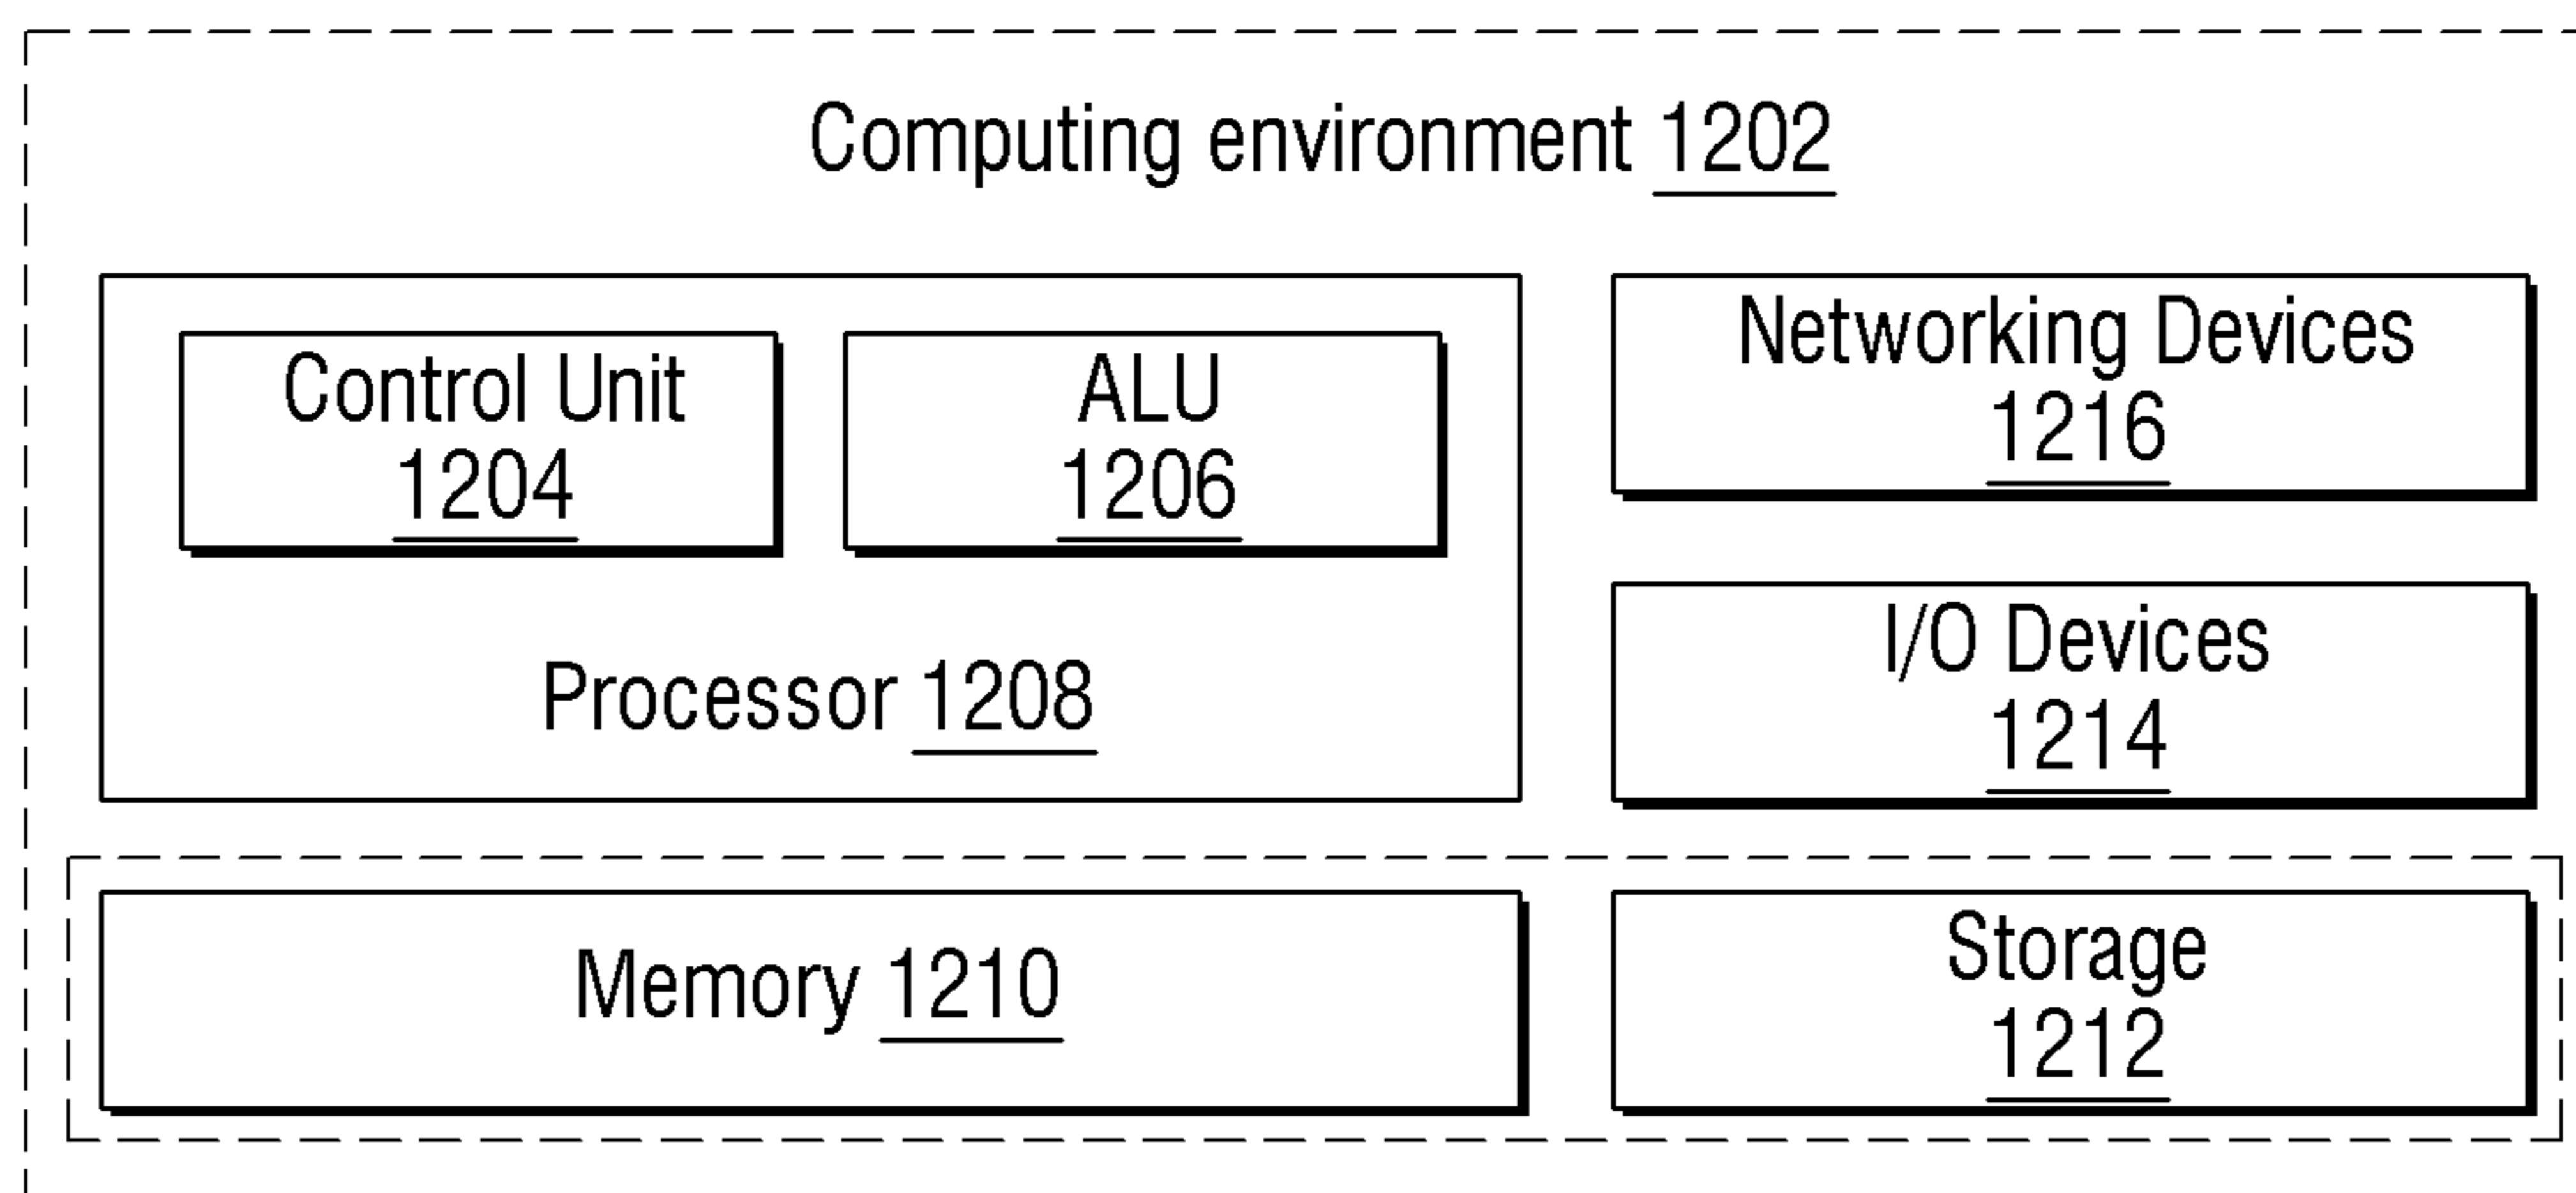 Computing environment 1202
Control Unit
1204
ALU
1206
Processor 1208
Networking Devices
1216
I/O Devices
1214
Memory 1210
Storage
1212